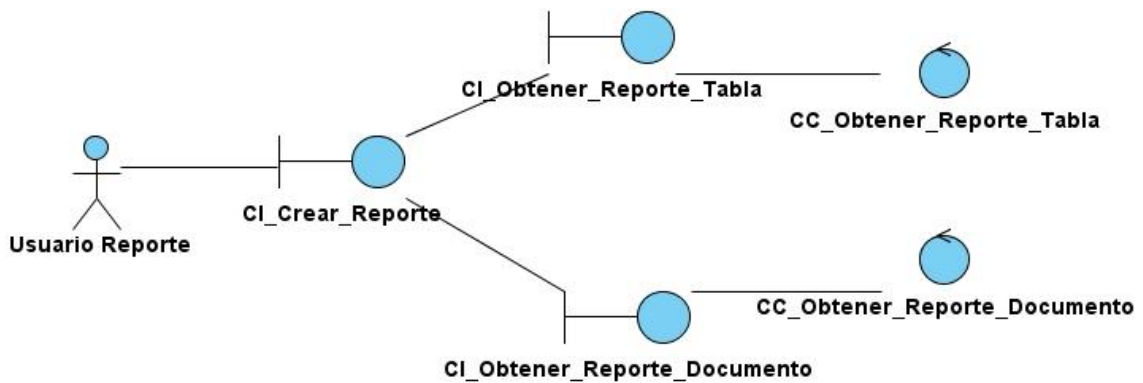 CI_Obtener_Reporte_Tabla
CC_Obtener_Reporte_Tabla
CI_Crear_Reporte
Usuario Reporte
CC_Obtener_Reporte_Documento
CI_Obtener_Reporte_Documento